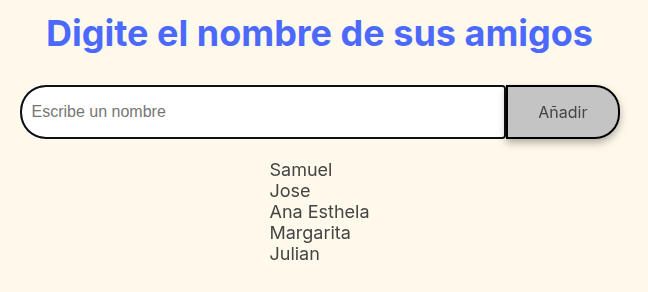 Digite el nombre de sus amigos
Escribe un nombre
Añadir
Samuel
Jose
Ana Esthela
Margarita
Julian